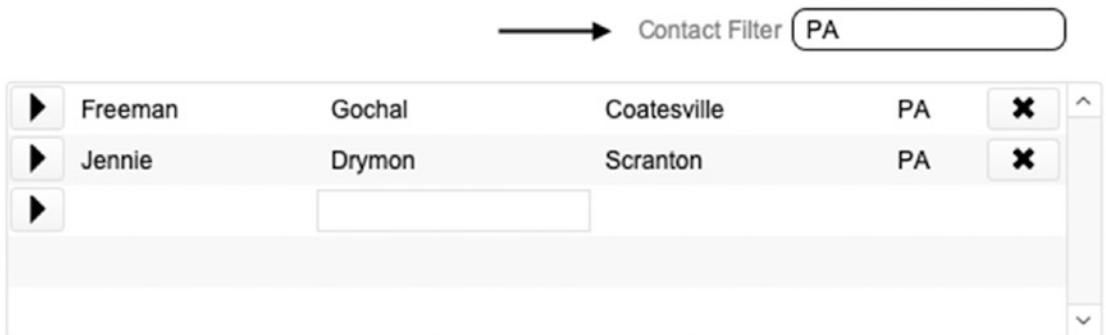 Contact Filter PA
Freeman Gochal Coatesville PA
Jennie Drymon Scranton PA